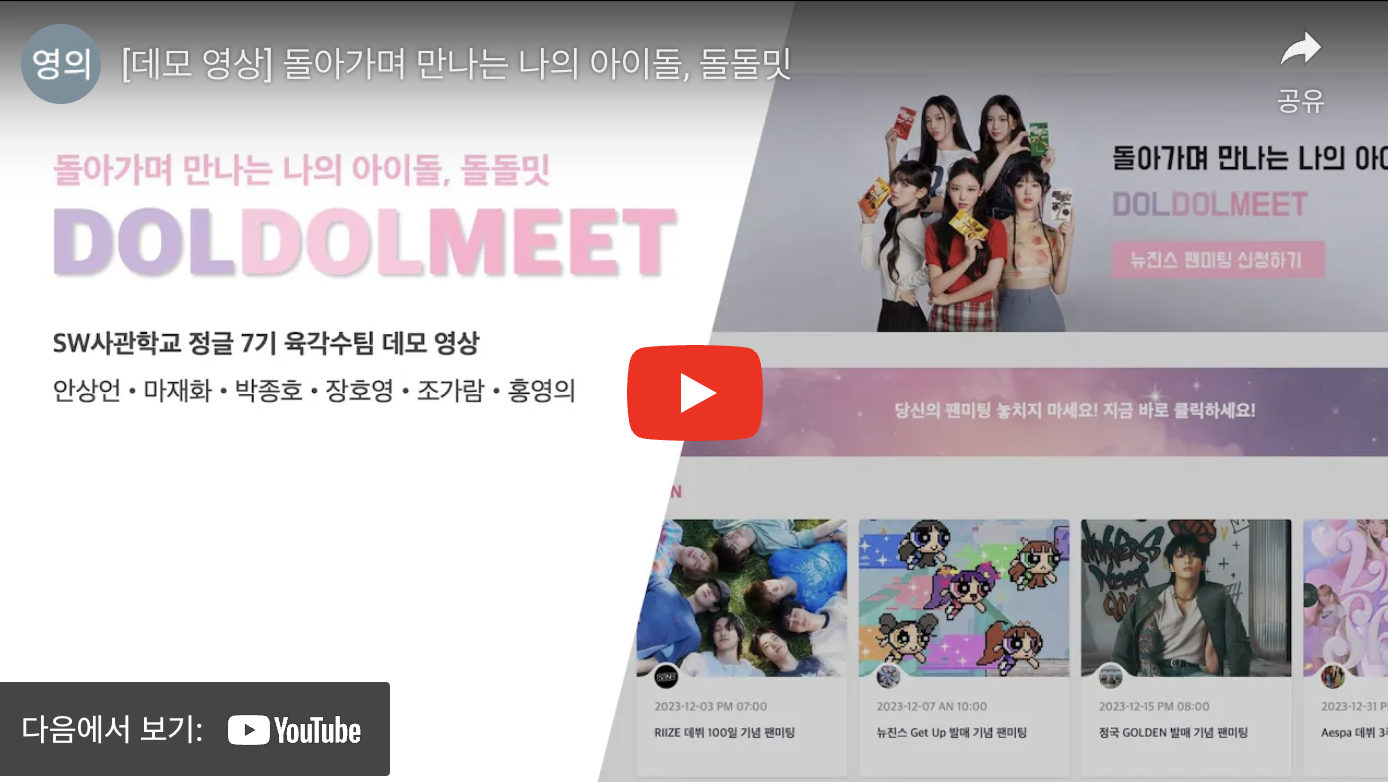 영의
[데모 영상] 돌아가며 만나는 나의 아이돌, 돌돌밋
공유
돌아가며 만나는 나의 아이돌, 돌돌밋
DOLDOLMEET
SW사관학교 정글 7기 육각수팀 데모 영상
안상언 • 마재화 • 박종호 • 장호영 • 조가람 • 홍영의
돌아가며 만나는 나의 아이
DOLDOLMEET
뉴진스 팬미팅 신청하기
당신의 팬미팅 놓치지 마세요! 지금 바로 클릭하세요!
N
RIIZE
2023-12-03 PM 07:00
RIIZE 데뷔 100일 기념 팬미팅
2023-12-07 AN 10:00
뉴진스 Get Up 발매 기념 팬미팅
2023-12-15 PM 08:00
정국 GOLDEN 발매 기념 팬미팅
2023-12-31 P
Aespa 데뷔 3
다음에서 보기: YouTube